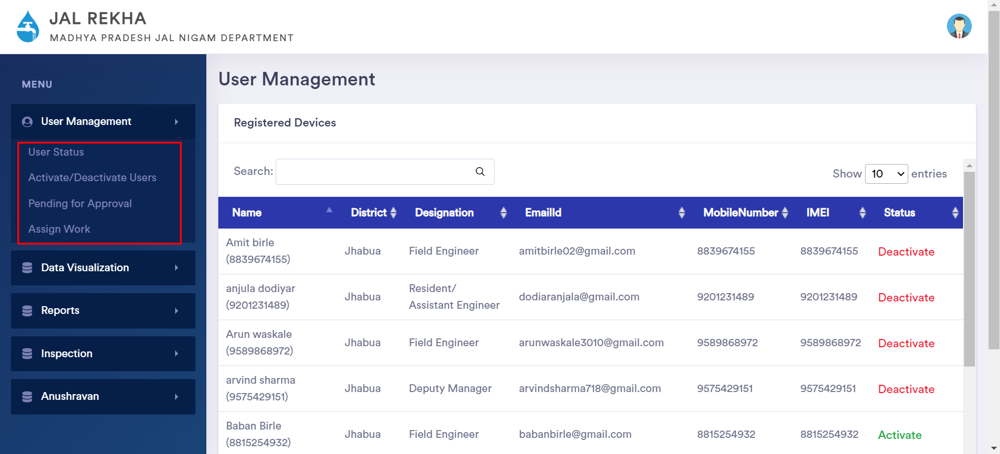 JAL REKHA
MADHYA PRADESH JAL NIGAM DEPARTMENT
MENU
User Management
User Status
Activate/Deactivate Users
Pending for Approval
Assign Work
Data Visualization
Reports
Inspection
Anushravan
User Management
Registered Devices
Search:
Show 10 entries
Name District Designation EmailId MobileNumber IMEI Status
Amit birle
(8839674155)
Jhabua Field Engineer amitbirle02@gmail.com 8839674155 8839674155 Deactivate
anjula dodiyar
(9201231489)
Jhabua
Resident/
Assistant Engineer
dodiaranjala@gmail.com 9201231489 9201231489 Deactivate
Arun waskale
(9589868972)
Jhabua Field Engineer arunwaskale3010@gmail.com 9589868972 9589868972 Deactivate
arvind sharma
(9575429151)
Jhabua Deputy Manager arvindsharma718@gmail.com 9575429151 9575429151 Deactivate
Baban Birle
(8815254932)
Jhabua Field Engineer babanbirle@gmail.com 8815254932 8815254932 Activate